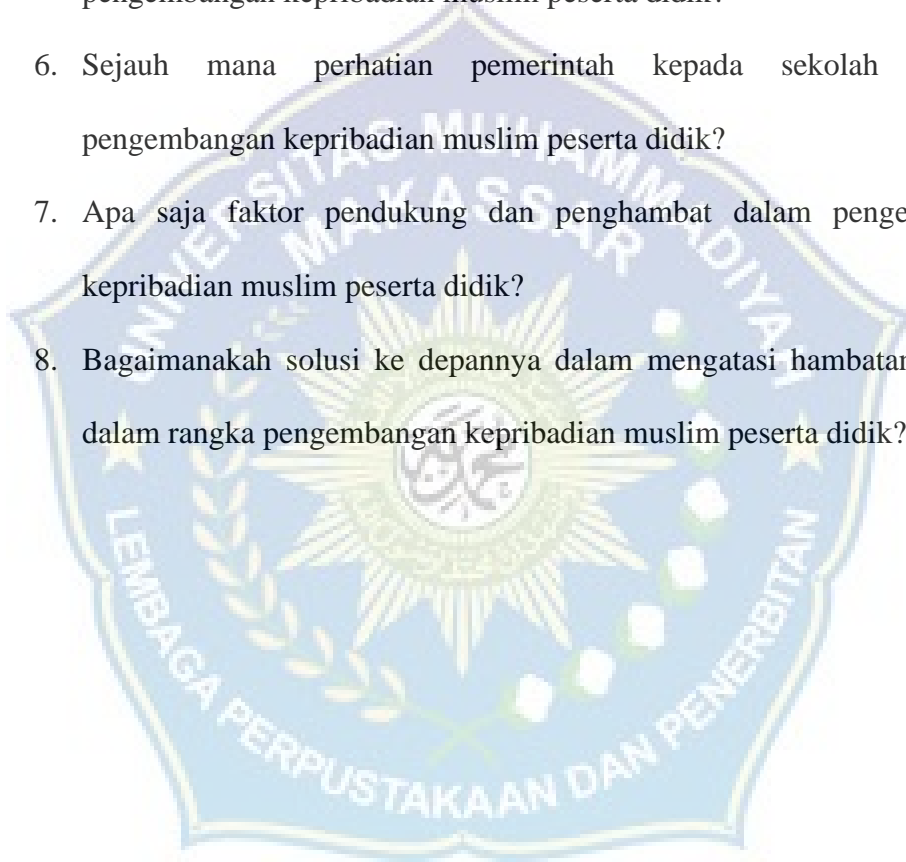 pengembangan kepribadian muslim peserta didik?
6. Sejauh mana perhatian pemerintah kepada sekolah
pengembangan kepribadian muslim peserta didik?
7. Apa saja faktor pendukung dan penghambat dalam penge
kepribadian muslim peserta didik?
8. Bagaimanakah solusi ke depannya dalam mengatasi hambatan
dalam rangka pengembangan kepribadian muslim peserta didik?
UNIVERSITAS MUHAMMADIYAH
MAKASSAR
LEMBAGA PERPUSTAKAAN DAN PENERBITAN